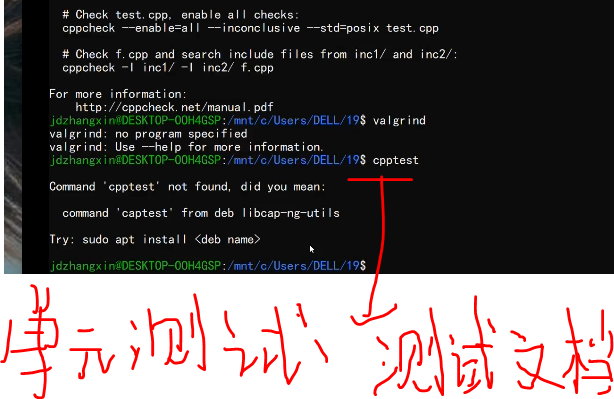 # Check test.cpp, enable all checks:
cppcheck --enable=all --inconclusive --std=posix test.cpp
# Check f.cpp and search include files from inc1/ and inc2/:
cppcheck -I inc1/ -I inc2/ f.cpp
For more information:
http://cppcheck.net/manual.pdf
jdzhangxin@DESKTOP-OOH4GSP:/mnt/c/Users/DELL/19$ valgrind
valgrind: no program specified
valgrind: Use --help for more information.
jdzhangxin@DESKTOP-OOH4GSP:/mnt/c/Users/DELL/19$ cpptest
Command 'cpptest' not found, did you mean:
command 'captest' from deb libcap-ng-utils
Try: sudo apt install <deb name>
jdzhangxin@DESKTOP-OOH4GSP:/mnt/c/Users/DELL/19$
单元测试 测试文档